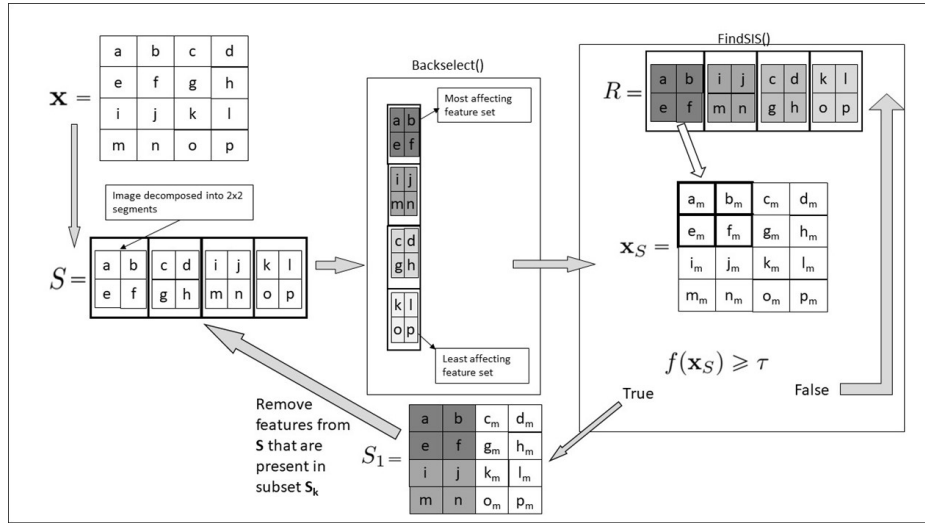 x =
a b c d
e f g h
i j k l
m n o p
Image decomposed into 2x2
segments
S =
a b c d i j k l
e f g h m n o p
Backselect()
Most affecting
feature set
a b
e f
i j
m n
c d
g h
k l
o p
Least affecting
feature set
FindSIS()
R =
a b i j c d k l
e f m n g h o p
x_S =
a_m b_m c_m d_m
e_m f_m g_m h_m
i_m j_m k_m l_m
m_m n_m o_m p_m
f(x_S) ⩾ τ
True
False
Remove
features from
S that are
present in
subset S_k
S_1 =
a b c_m d_m
e f g_m h_m
i j k_m l_m
m n o_m p_m